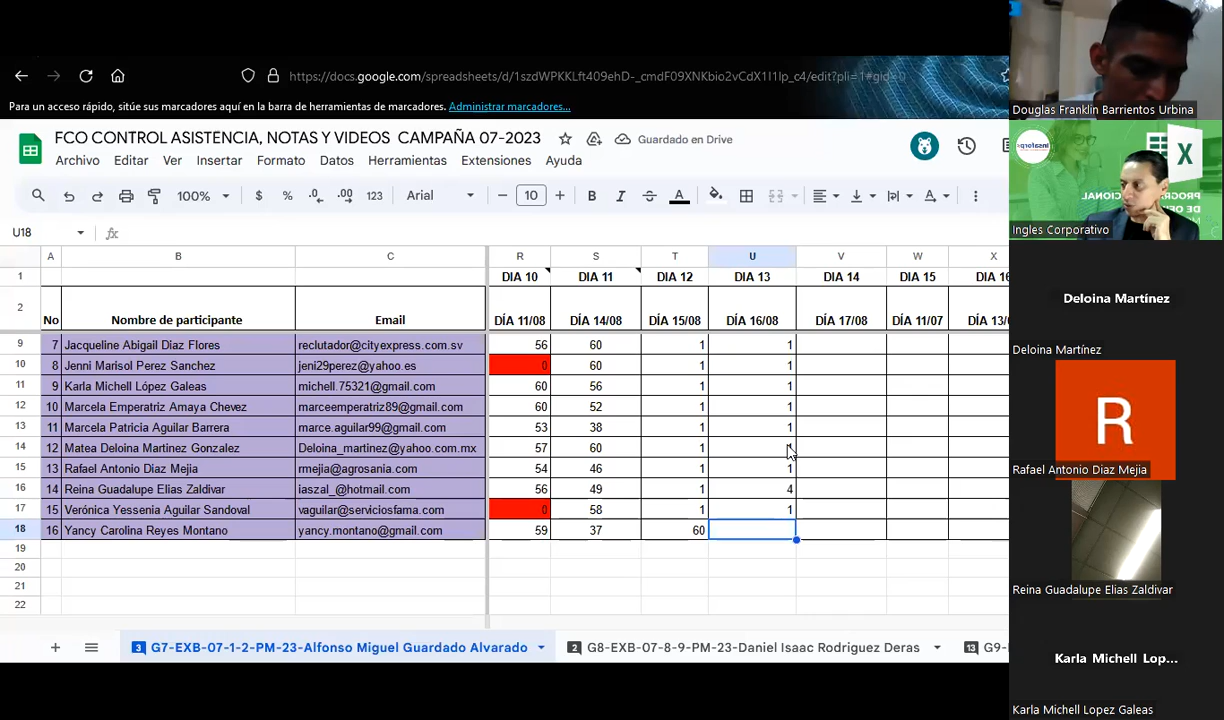 https://docs.google.com/spreadsheets/d/1szdWPKKLft409ehD-_cmdF09XNKbio2vCdX1I1Ip_c4/edit?pli=1#gid=0
Para un acceso rápido, sitúe sus marcadores aquí en la barra de herramientas de marcadores. Administrar marcadores...
FCO CONTROL ASISTENCIA, NOTAS Y VIDEOS CAMPAÑA 07-2023 Guardado en Drive
Archivo Editar Ver Insertar Formato Datos Herramientas Extensiones Ayuda
100% $ % .0 .00 123 Arial 10 B I S A
U18 fx
A B C R S T U V W X
1 DIA 10 DIA 11 DIA 12 DIA 13 DIA 14 DIA 15 DIA 16
2 No Nombre de participante Email DÍA 11/08 DÍA 14/08 DÍA 15/08 DÍA 16/08 DÍA 17/08 DÍA 11/07 DÍA 13/0
9 7 Jacqueline Abigail Diaz Flores reclutador@cityexpress.com.sv 56 60 1 1
10 8 Jenni Marisol Perez Sanchez jeni29perez@yahoo.es 0 60 1 1
11 9 Karla Michell López Galeas michell.75321@gmail.com 60 56 1 1
12 10 Marcela Emperatriz Amaya Chevez marceemperatriz89@gmail.com 60 52 1 1
13 11 Marcela Patricia Aguilar Barrera marce.aguilar99@gmail.com 53 38 1 1
14 12 Matea Deloina Martinez Gonzalez Deloina_martinez@yahoo.com.mx 57 60 1 1
15 13 Rafael Antonio Diaz Mejia rmejia@agrosania.com 54 46 1 1
16 14 Reina Guadalupe Elias Zaldivar iaszal_@hotmail.com 56 49 1 4
17 15 Verónica Yessenia Aguilar Sandoval vaguilar@serviciosfama.com 0 58 1 1
18 16 Yancy Carolina Reyes Montano yancy.montano@gmail.com 59 37 60
19
20
21
22
3 G7-EXB-07-1-2-PM-23-Alfonso Miguel Guardado Alvarado 2 G8-EXB-07-8-9-PM-23-Daniel Isaac Rodriguez Deras 13 G9-
Douglas Franklin Barrientos Urbina
insaforp
X
Ingles Corporativo
Deloina Martínez
Deloina Martínez
R
Rafael Antonio Diaz Mejia
Reina Guadalupe Elias Zaldivar
Karla Michell Lop...
Karla Michell Lopez Galeas